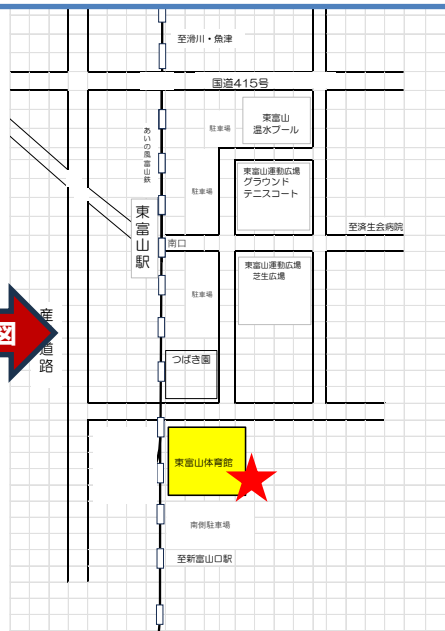 至滑川・魚津
国道415号
東富山
温水プール
駐車場
あいの風富山鉄
東富山運動広場
グラウンド
テニスコート
駐車場
東富山駅
南口
至済生会病院
東富山運動広場
芝生広場
駐車場
図
産
道路
つばき園
東富山体育館
南側駐車場
至新富山口駅